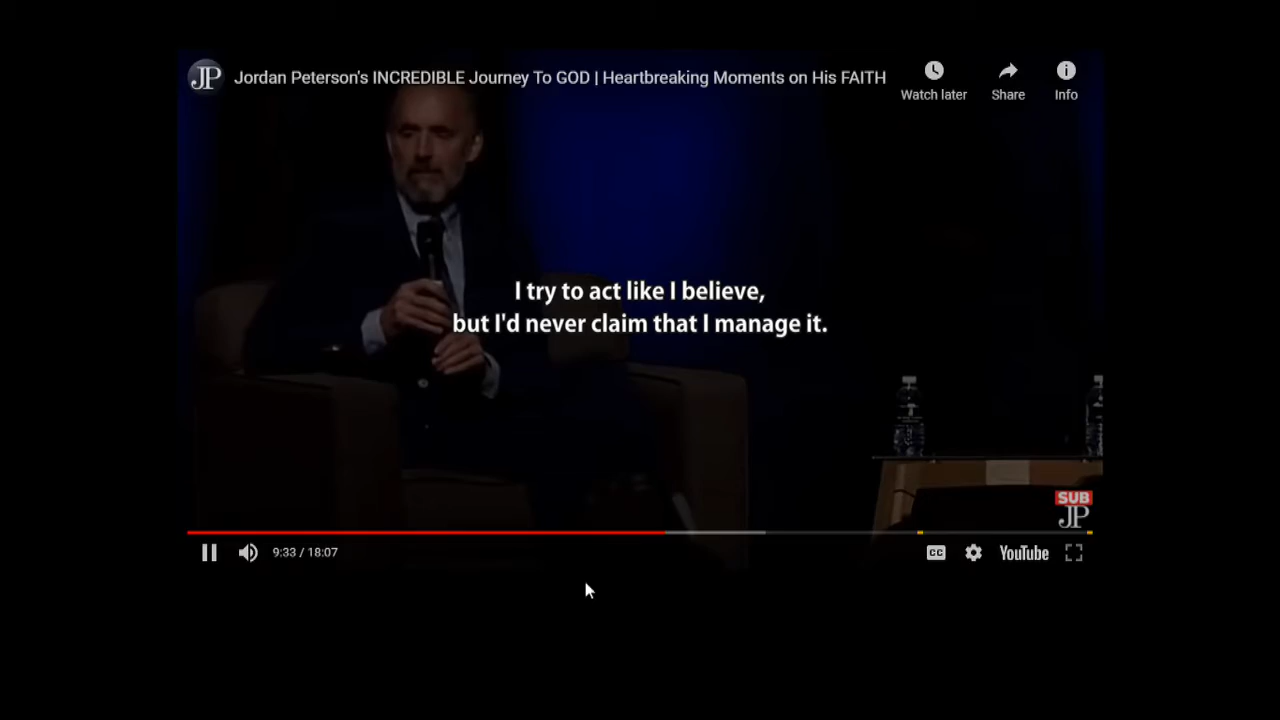 JP Jordan Peterson's INCREDIBLE Journey To GOD | Heartbreaking Moments on His FAITH
Watch later Share Info
I try to act like I believe,
but I'd never claim that I manage it.
SUB
JP
9:33 / 18:07 CC YouTube